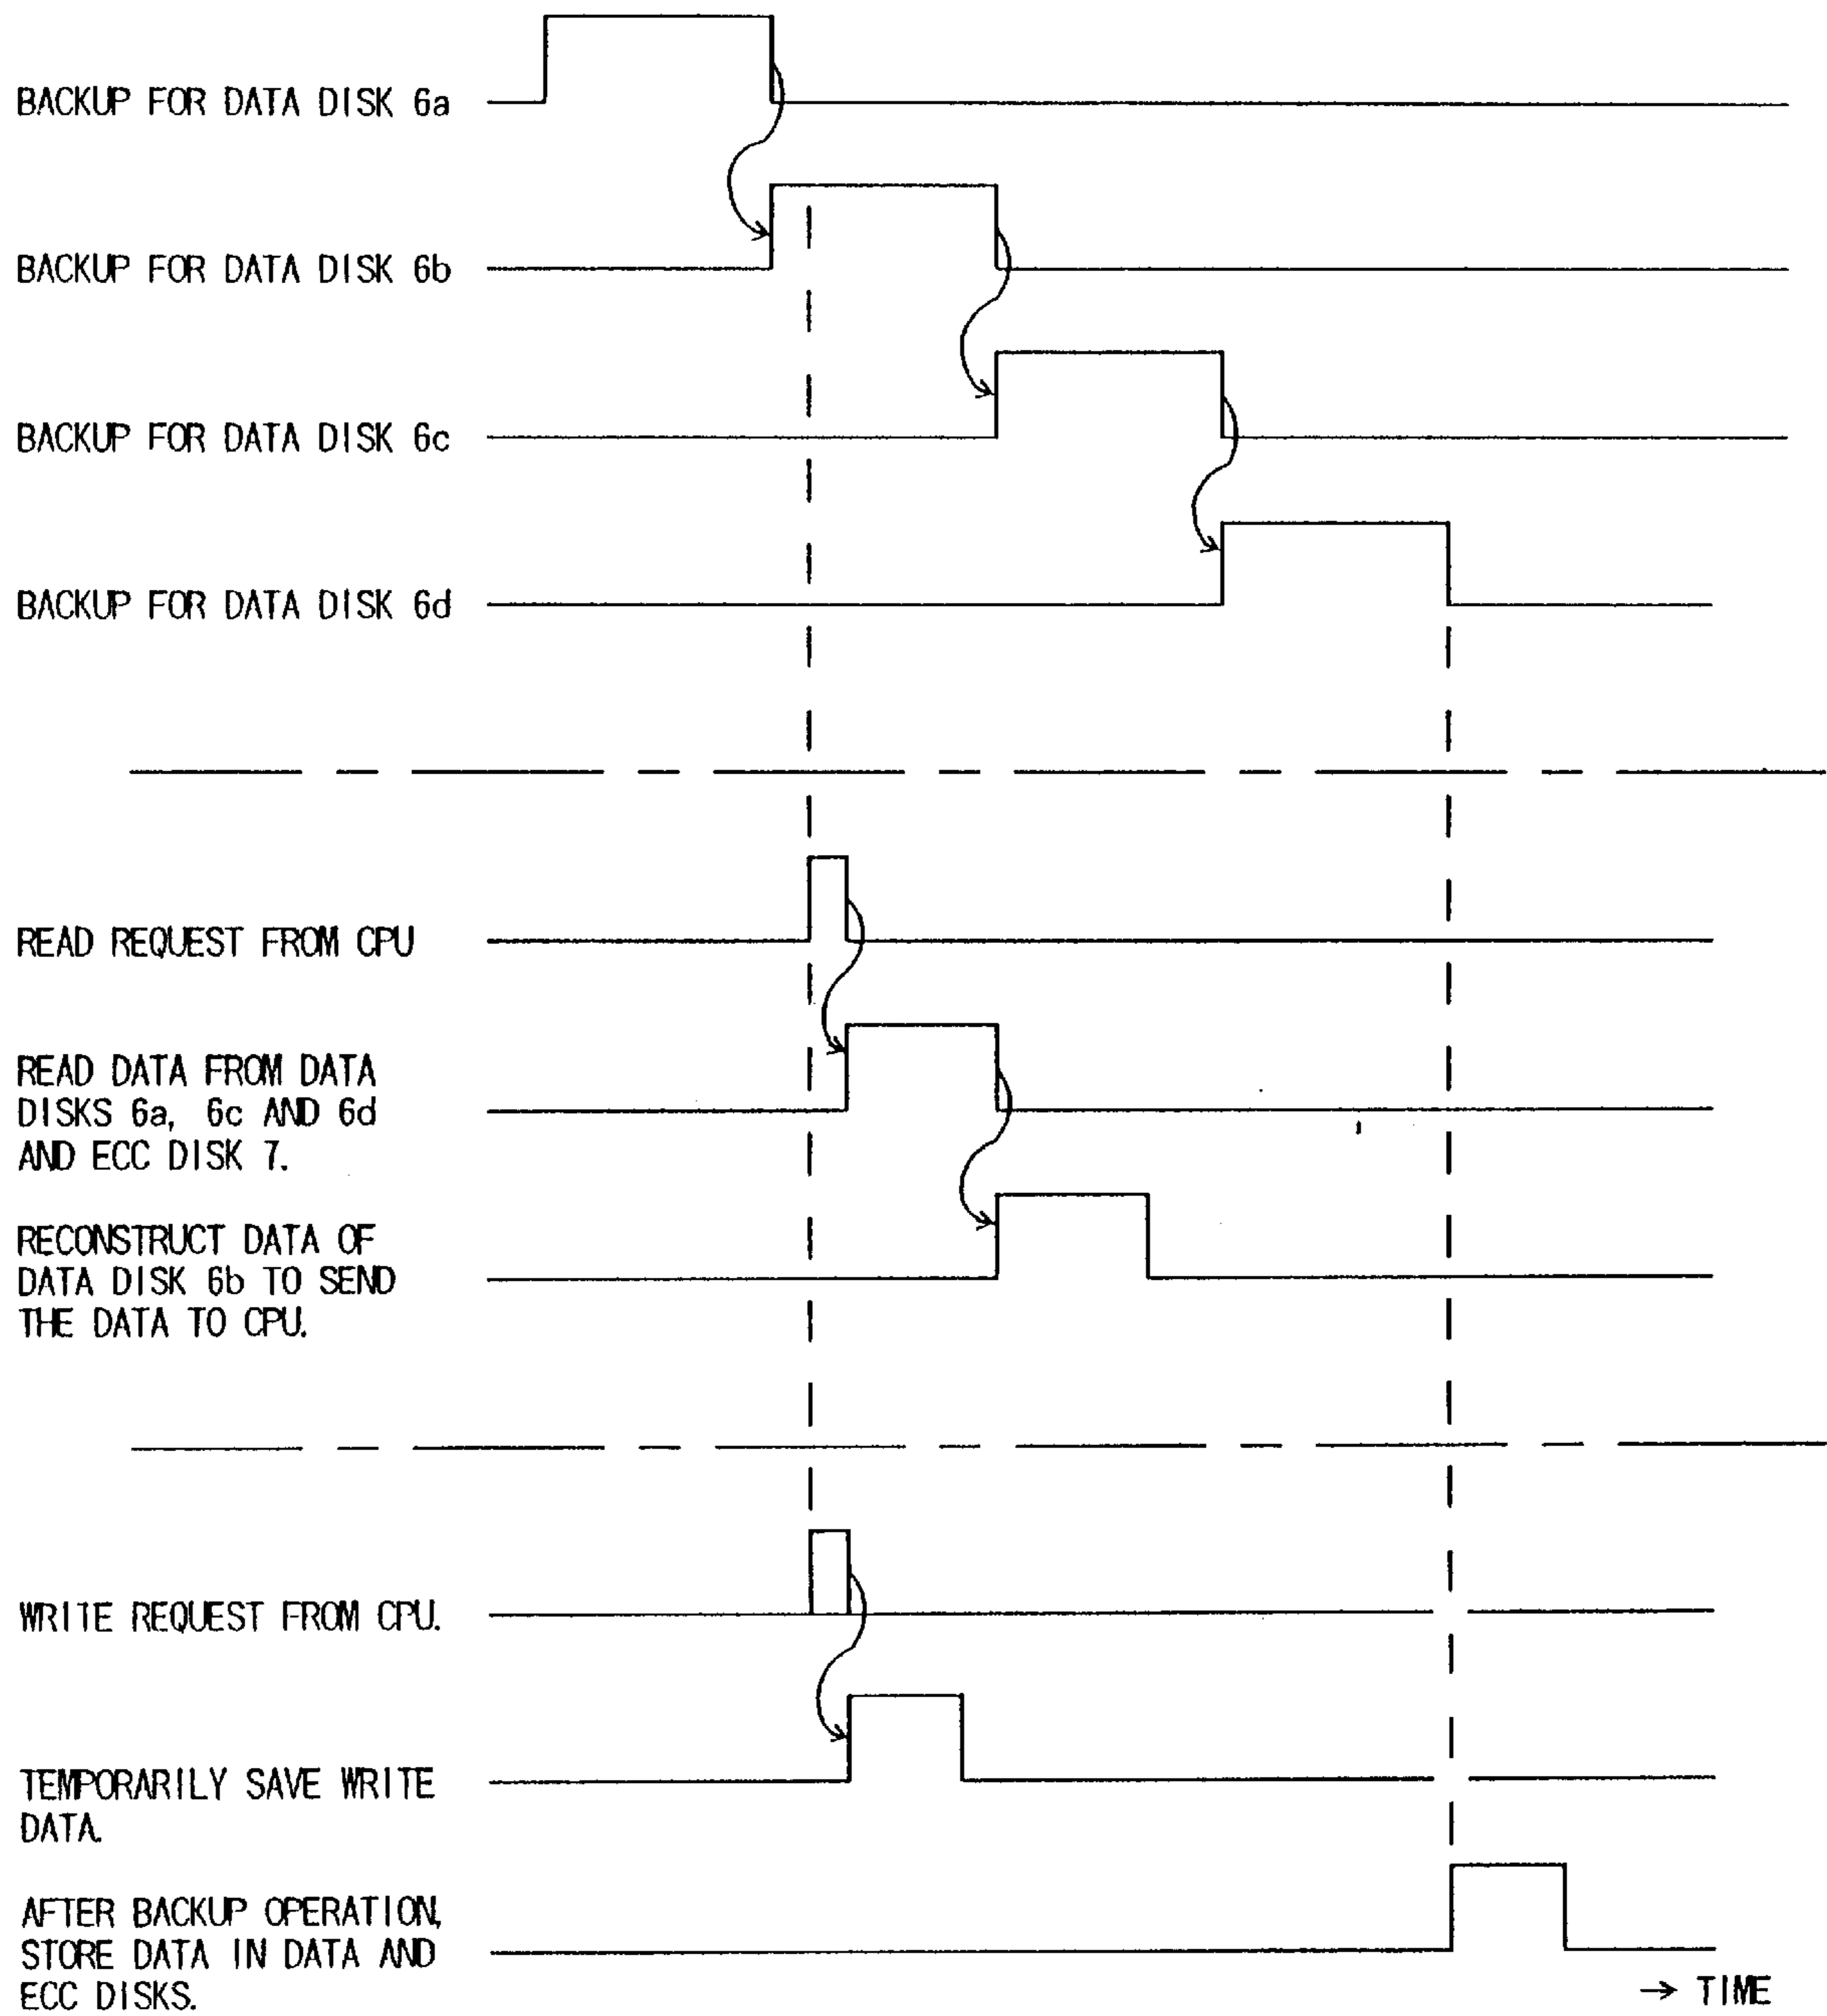 BACKUP FOR DATA DISK 6a
BACKUP FOR DATA DISK 6b
BACKUP FOR DATA DISK 6c
BACKUP FOR DATA DISK 6d
READ REQUEST FROM CPU
READ DATA FROM DATA
DISKS 6a, 6c AND 6d
AND ECC DISK 7.
RECONSTRUCT DATA OF
DATA DISK 6b TO SEND
THE DATA TO CPU.
WRITE REQUEST FROM CPU.
TEMPORARILY SAVE WRITE
DATA.
AFTER BACKUP OPERATION,
STORE DATA IN DATA AND
ECC DISKS.
→ TIME